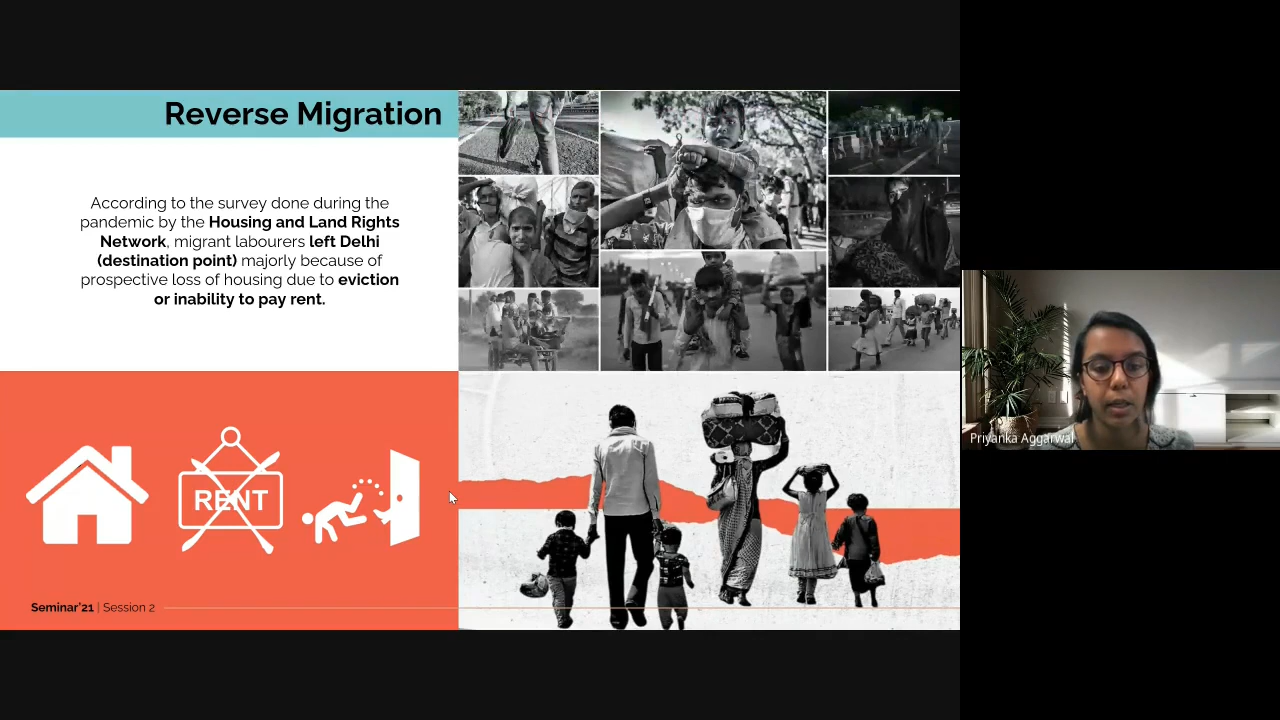 Reverse Migration
According to the survey done during the
pandemic by the Housing and Land Rights
Network, migrant labourers left Delhi
(destination point) majorly because of
prospective loss of housing due to eviction
or inability to pay rent.
RENT
Seminar'21 | Session 2
Priyanka Aggarwal